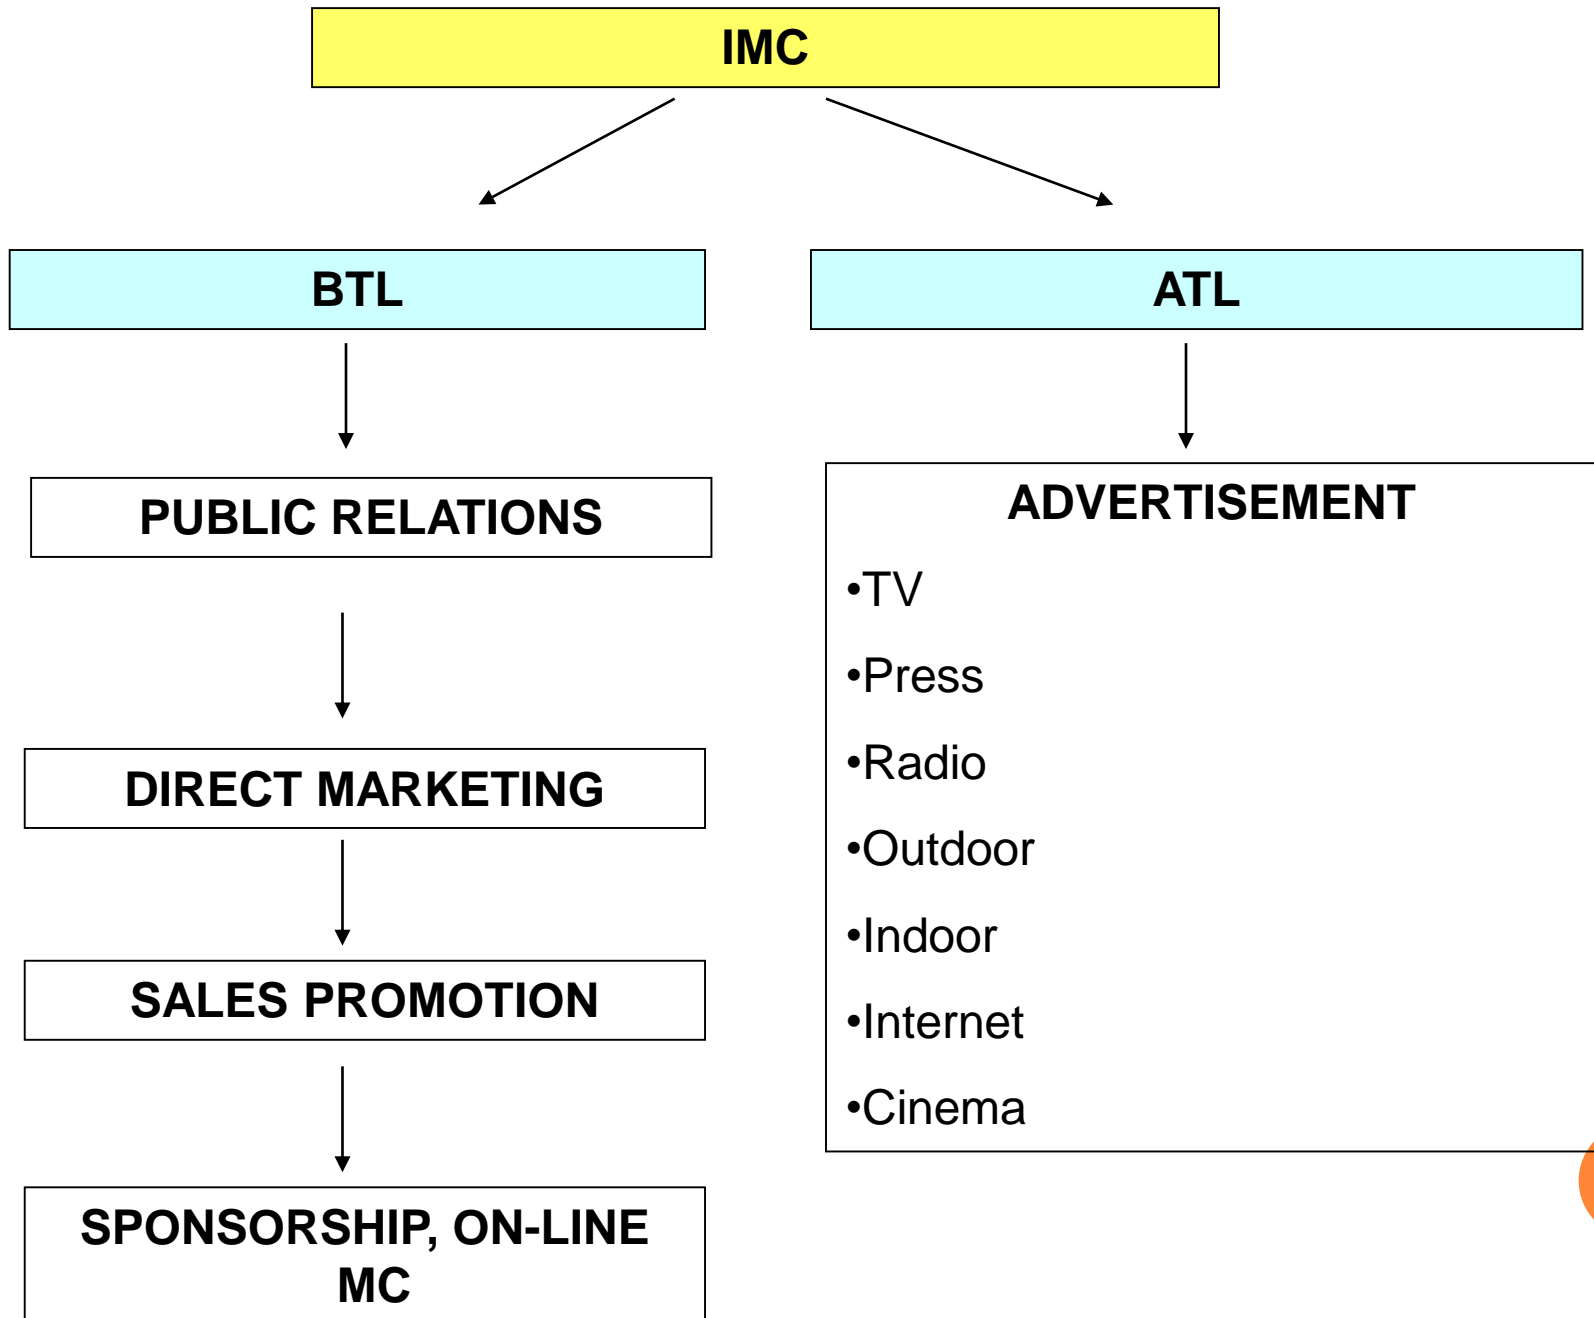 IMC
BTL
ATL
PUBLIC RELATIONS
DIRECT MARKETING
SALES PROMOTION
SPONSORSHIP, ON-LINE
MC
ADVERTISEMENT
•TV
•Press
•Radio
•Outdoor
•Indoor
•Internet
•Cinema